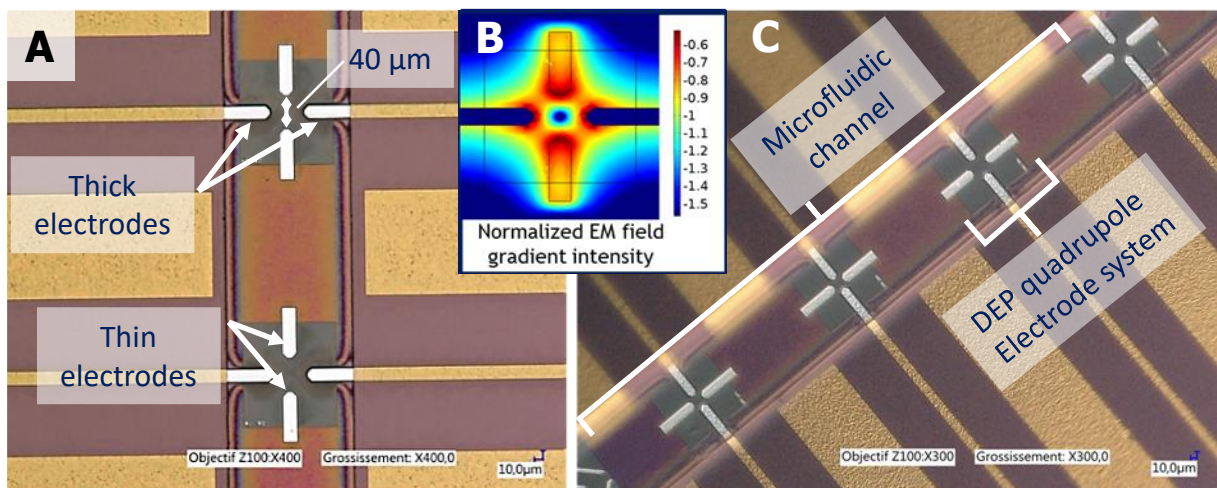 A
40 µm
Thick
electrodes
Thin
electrodes
Objectif Z100:X400 Grossissement: X400,0
10,0µm
B
-0.6
-0.7
-0.8
-0.9
-1
-1.1
-1.2
-1.3
-1.4
-1.5
Normalized EM field
gradient intensity
C
Microfluidic
channel
DEP quadrupole
Electrode system
Objectif Z100:X300 Grossissement: X300,0
10,0µm